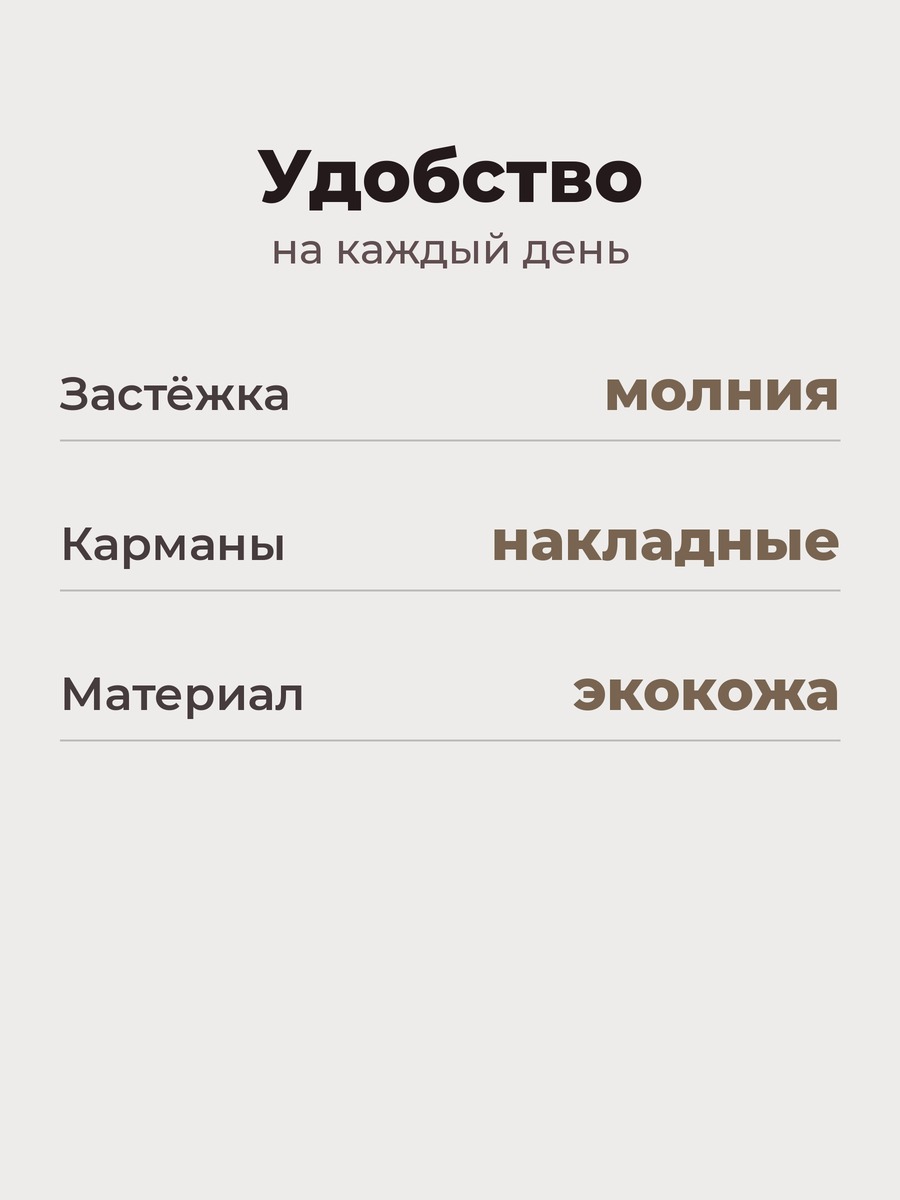 Удобство
на каждый день
Застёжка молния
Карманы накладные
Материал экокожа